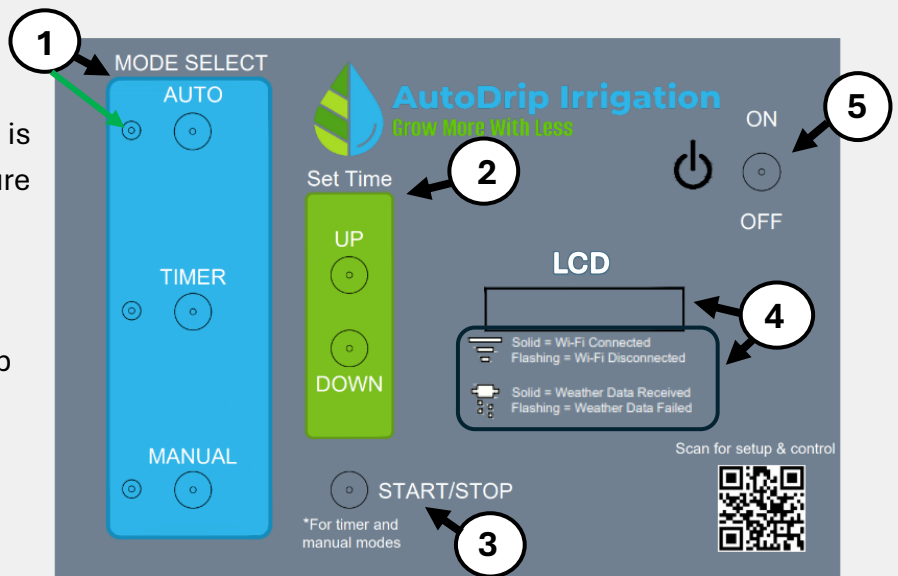 1
MODE SELECT
AUTO
TIMER
MANUAL
is
AutoDrip Irrigation
Grow More With Less
2
Set Time
UP
DOWN
START/STOP
*For timer and
manual modes
3
ON
OFF
5
LCD
4
Solid = Wi-Fi Connected
Flashing = Wi-Fi Disconnected
Solid = Weather Data Received
Flashing = Weather Data Failed
Scan for setup & control